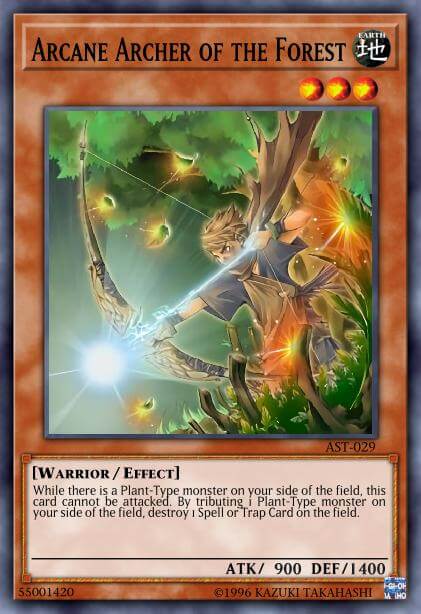 ARCANE ARCHER OF THE FOREST
EARTH
地
AST-029
[WARRIOR / EFFECT]
While there is a Plant-Type monster on your side of the field, this
card cannot be attacked. By tributing 1 Plant-Type monster on
your side of the field, destroy 1 Spell or Trap Card on the field.
ATK/ 900 DEF/1400
55001420
©1996 KAZUKI TAKAHASHI